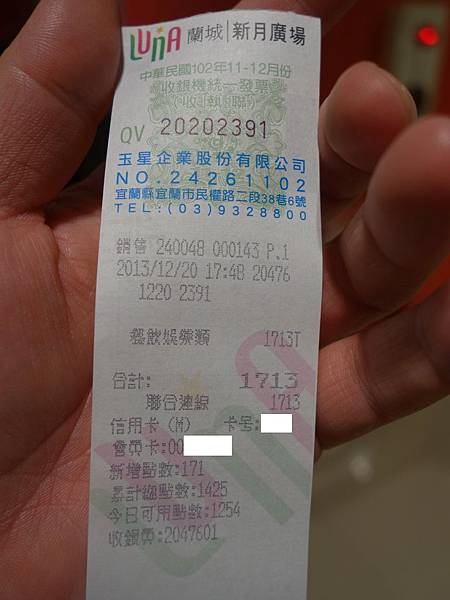 LUNA 蘭城|新月廣場
中華民國102年11-12月份
收銀機統一發票
(收執聯)
QV 20202391
玉星企業股份有限公司
NO.24261102
宜蘭縣宜蘭市民權路二段38巷6號
TEL:(03)9328800
銷售 240048 000143 P.1
2013/12/20 17:48 20476
1220 2391
餐飲娛樂類 1713T
合計: 1713
聯合連線 1713
信用卡(M) 卡号:
會員卡:00
新增點數:171
累計總點數:1425
今日可用點數:1254
收銀員:2047601